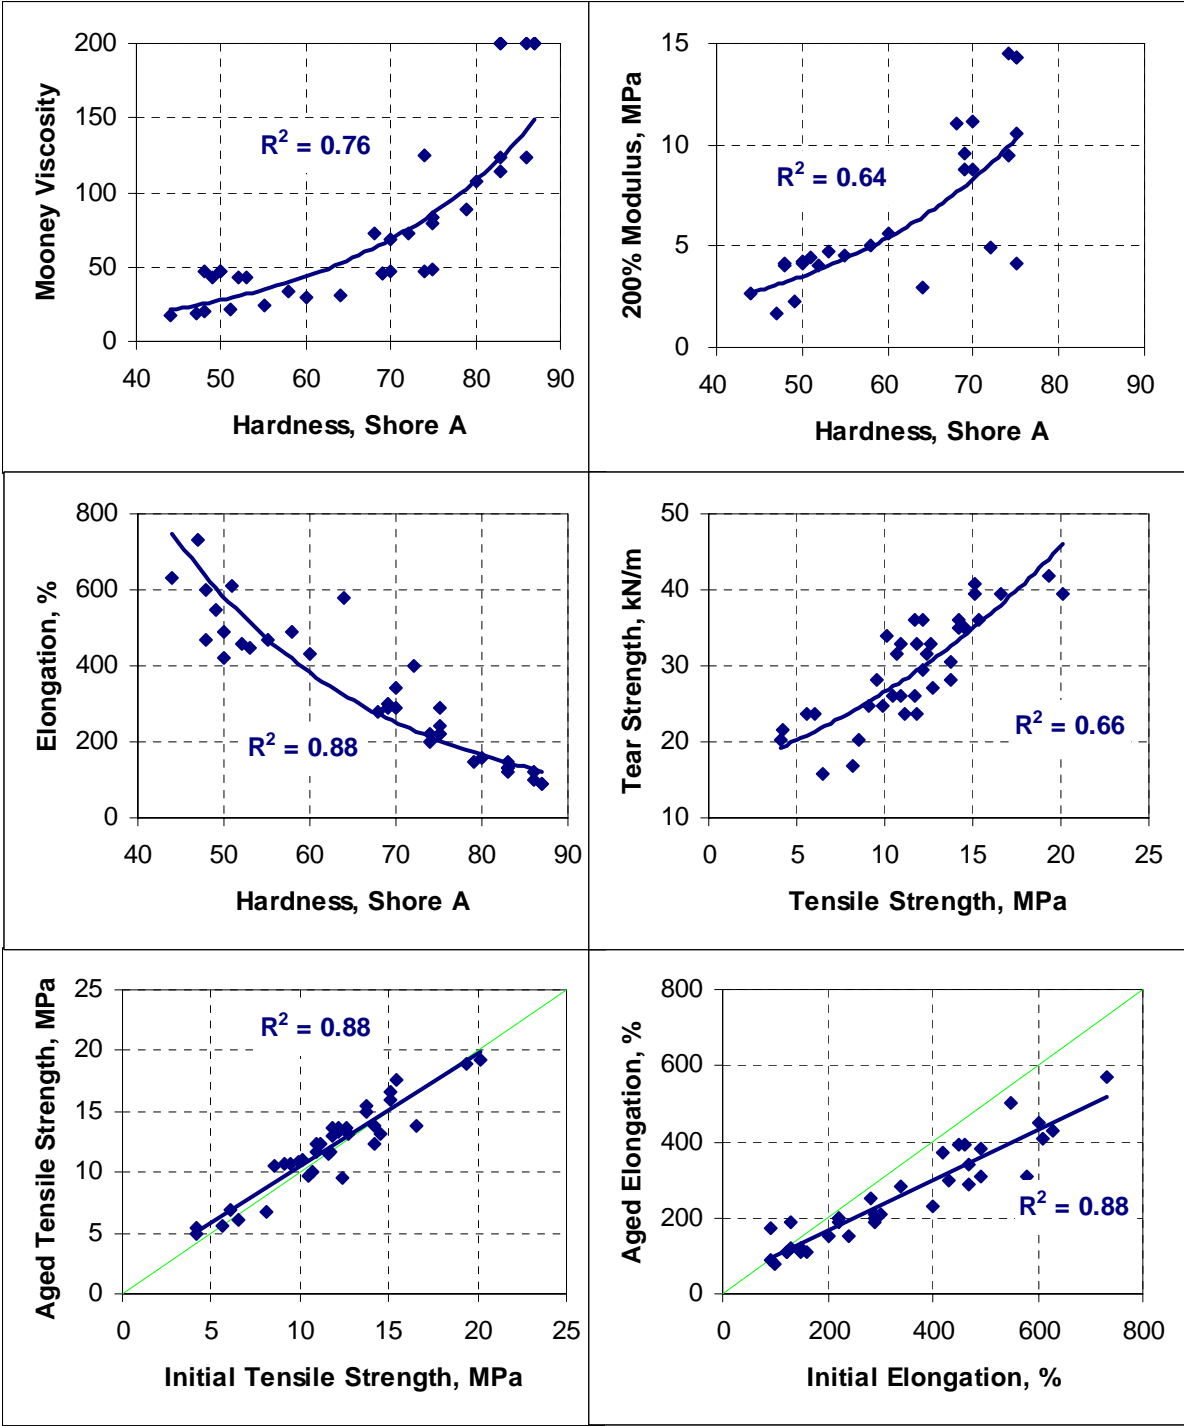 200
150
100
50
0
Mooney Viscosity
R² = 0.76
40 50 60 70 80 90
Hardness, Shore A
15
10
5
0
200% Modulus, MPa
R² = 0.64
40 50 60 70 80 90
Hardness, Shore A
800
600
400
200
0
Elongation, %
R² = 0.88
40 50 60 70 80 90
Hardness, Shore A
50
40
30
20
10
Tear Strength, kN/m
R² = 0.66
0 5 10 15 20 25
Tensile Strength, MPa
25
20
15
10
5
0
Aged Tensile Strength, MPa
R² = 0.88
0 5 10 15 20 25
Initial Tensile Strength, MPa
800
600
400
200
0
Aged Elongation, %
R² = 0.88
0 200 400 600 800
Initial Elongation, %